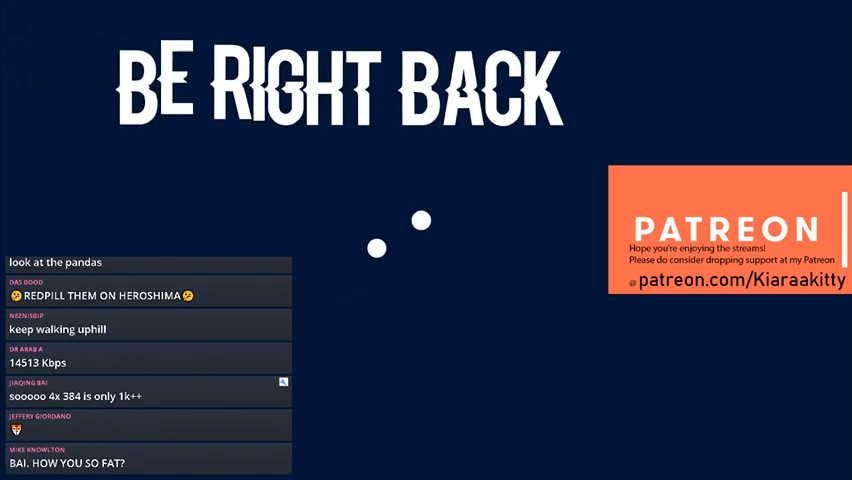 BE RIGHT BACK
PATREON
Hope you're enjoying the streams!
Please do consider dropping support at my Patreon
@ patreon.com/Kiaraakitty
look at the pandas
DAS GOOD
REDPILL THEM ON HEROSHIMA
NEZNISGIP
keep walking uphill
DR ARAB A
14513 Kbps
JIAQING BAI
sooooo 4x 384 is only 1k++
JEFFERY GIORDANO
MIKE KNOWLTON
BAI. HOW YOU SO FAT?